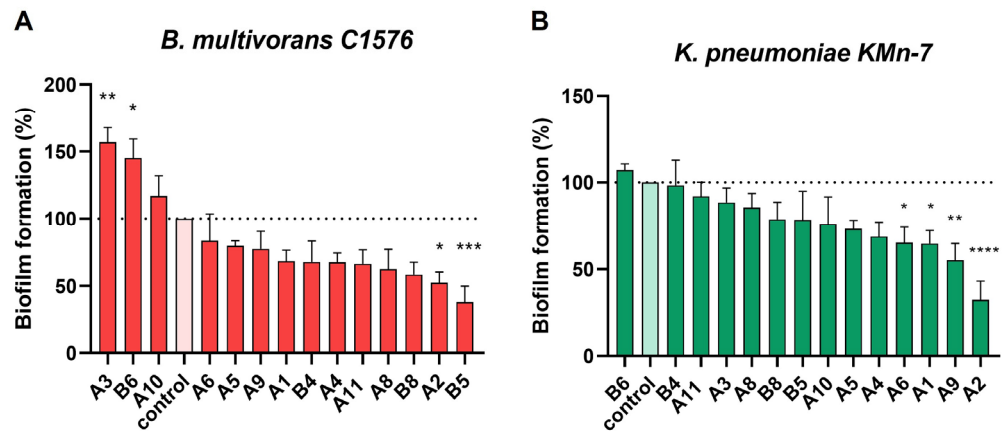 A
B. multivorans C1576
Biofilm formation (%)
200
150
100
50
0
**
*
*
***
A3
B6
A10
control
A6
A5
A9
A1
B4
A4
A11
A8
B8
A2
B5
B
K. pneumoniae KMn-7
Biofilm formation (%)
150
100
50
0
*
*
**
****
B6
control
B4
A11
A3
A8
B8
B5
A10
A5
A4
A6
A1
A9
A2